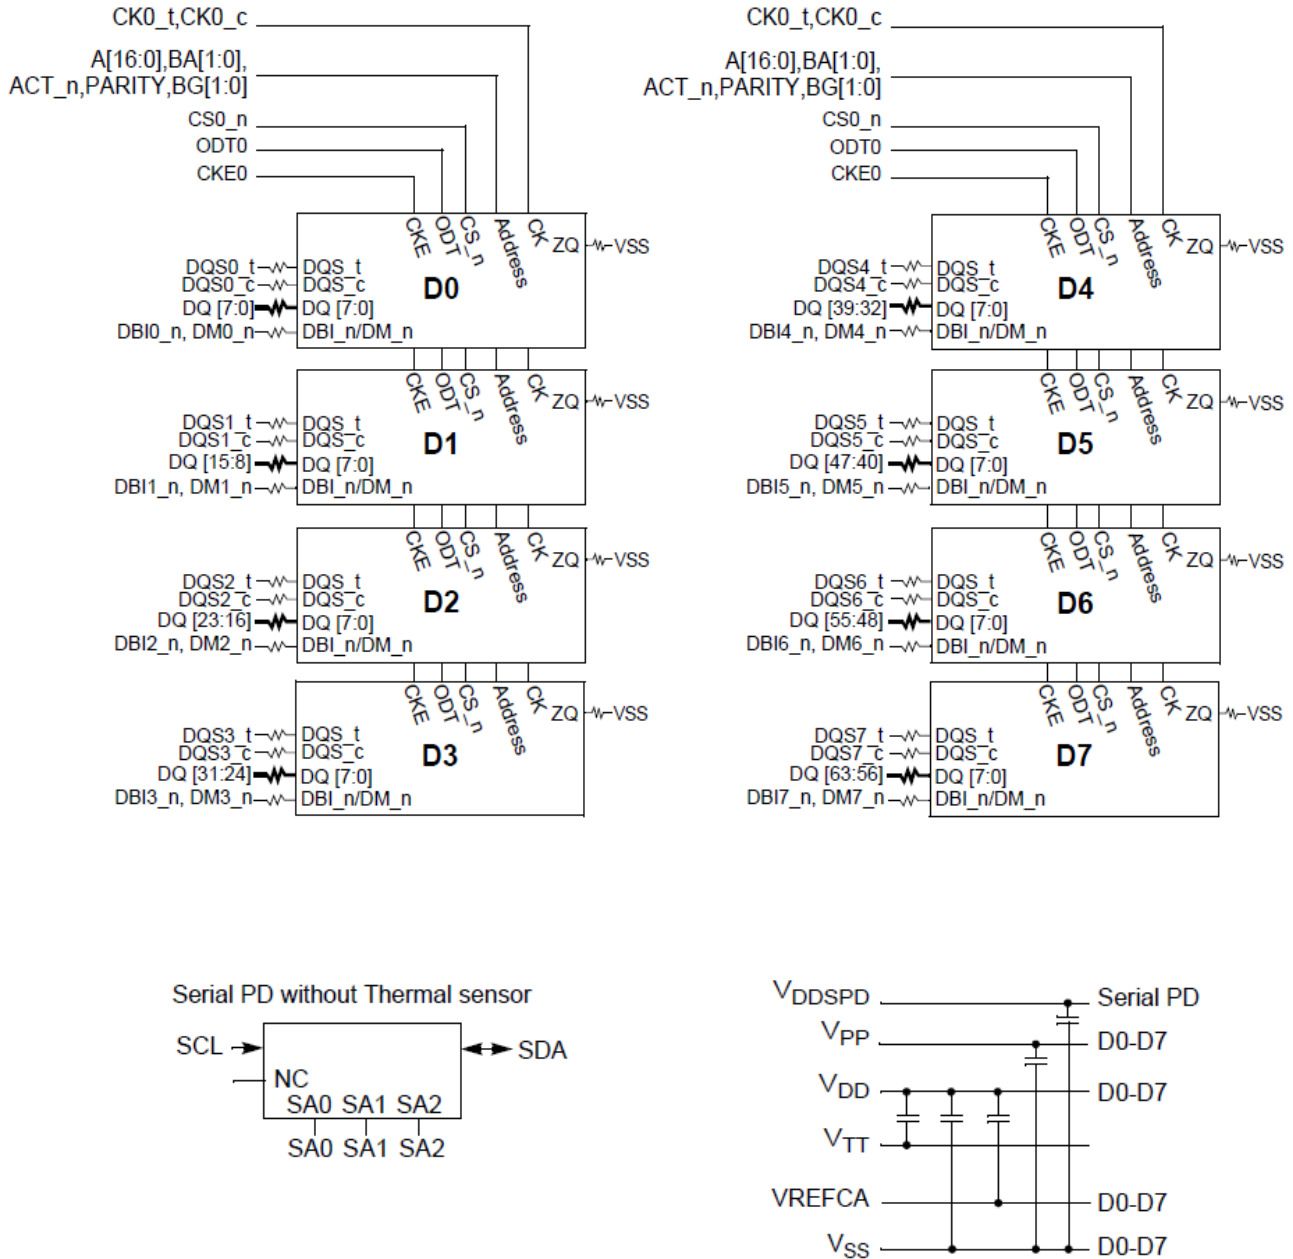 CK0_t,CK0_c
A[16:0],BA[1:0],
ACT_n,PARITY,BG[1:0]
CS0_n
ODT0
CKE0
CKE ODT CS_n Address CK ZQ VSS
DQS0_t DQS_t
DQS0_c DQS_c
D0
DQ [7:0] DQ [7:0]
DBI0_n, DM0_n DBI_n/DM_n
CKE ODT CS_n Address CK ZQ VSS
DQS1_t DQS_t
DQS1_c DQS_c
D1
DQ [15:8] DQ [7:0]
DBI1_n, DM1_n DBI_n/DM_n
CKE ODT CS_n Address CK ZQ VSS
DQS2_t DQS_t
DQS2_c DQS_c
D2
DQ [23:16] DQ [7:0]
DBI2_n, DM2_n DBI_n/DM_n
CKE ODT CS_n Address CK ZQ VSS
DQS3_t DQS_t
DQS3_c DQS_c
D3
DQ [31:24] DQ [7:0]
DBI3_n, DM3_n DBI_n/DM_n
CK0_t,CK0_c
A[16:0],BA[1:0],
ACT_n,PARITY,BG[1:0]
CS0_n
ODT0
CKE0
CKE ODT CS_n Address CK ZQ VSS
DQS4_t DQS_t
DQS4_c DQS_c
D4
DQ [39:32] DQ [7:0]
DBI4_n, DM4_n DBI_n/DM_n
CKE ODT CS_n Address CK ZQ VSS
DQS5_t DQS_t
DQS5_c DQS_c
D5
DQ [47:40] DQ [7:0]
DBI5_n, DM5_n DBI_n/DM_n
CKE ODT CS_n Address CK ZQ VSS
DQS6_t DQS_t
DQS6_c DQS_c
D6
DQ [55:48] DQ [7:0]
DBI6_n, DM6_n DBI_n/DM_n
CKE ODT CS_n Address CK ZQ VSS
DQS7_t DQS_t
DQS7_c DQS_c
D7
DQ [63:56] DQ [7:0]
DBI7_n, DM7_n DBI_n/DM_n
Serial PD without Thermal sensor
SCL SDA
NC
SA0 SA1 SA2
SA0 SA1 SA2
VDDSPD Serial PD
VPP D0-D7
VDD D0-D7
VTT
VREFCA D0-D7
VSS D0-D7